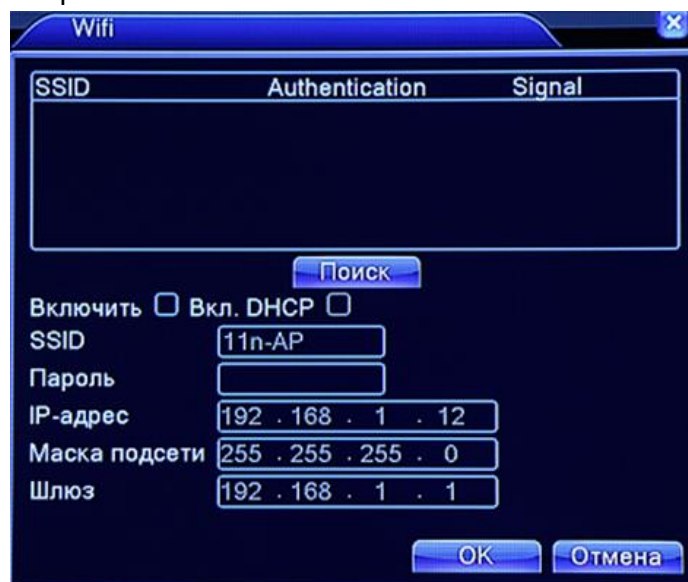 Wifi
SSID Authentication Signal
Поиск
Включить Вкл. DHCP
SSID 11n-AP
Пароль
IP-адрес 192 . 168 . 1 . 12
Маска подсети 255 . 255 . 255 . 0
Шлюз 192 . 168 . 1 . 1
OK Отмена